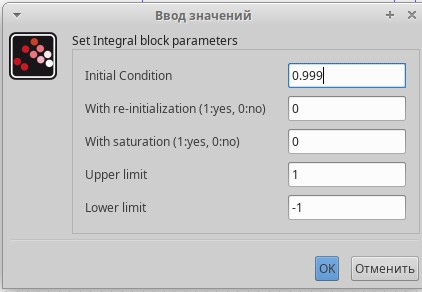 Ввод значений
Set Integral block parameters
Initial Condition 0.999
With re-initialization (1:yes, 0:no) 0
With saturation (1:yes, 0:no) 0
Upper limit 1
Lower limit -1
OK Отменить